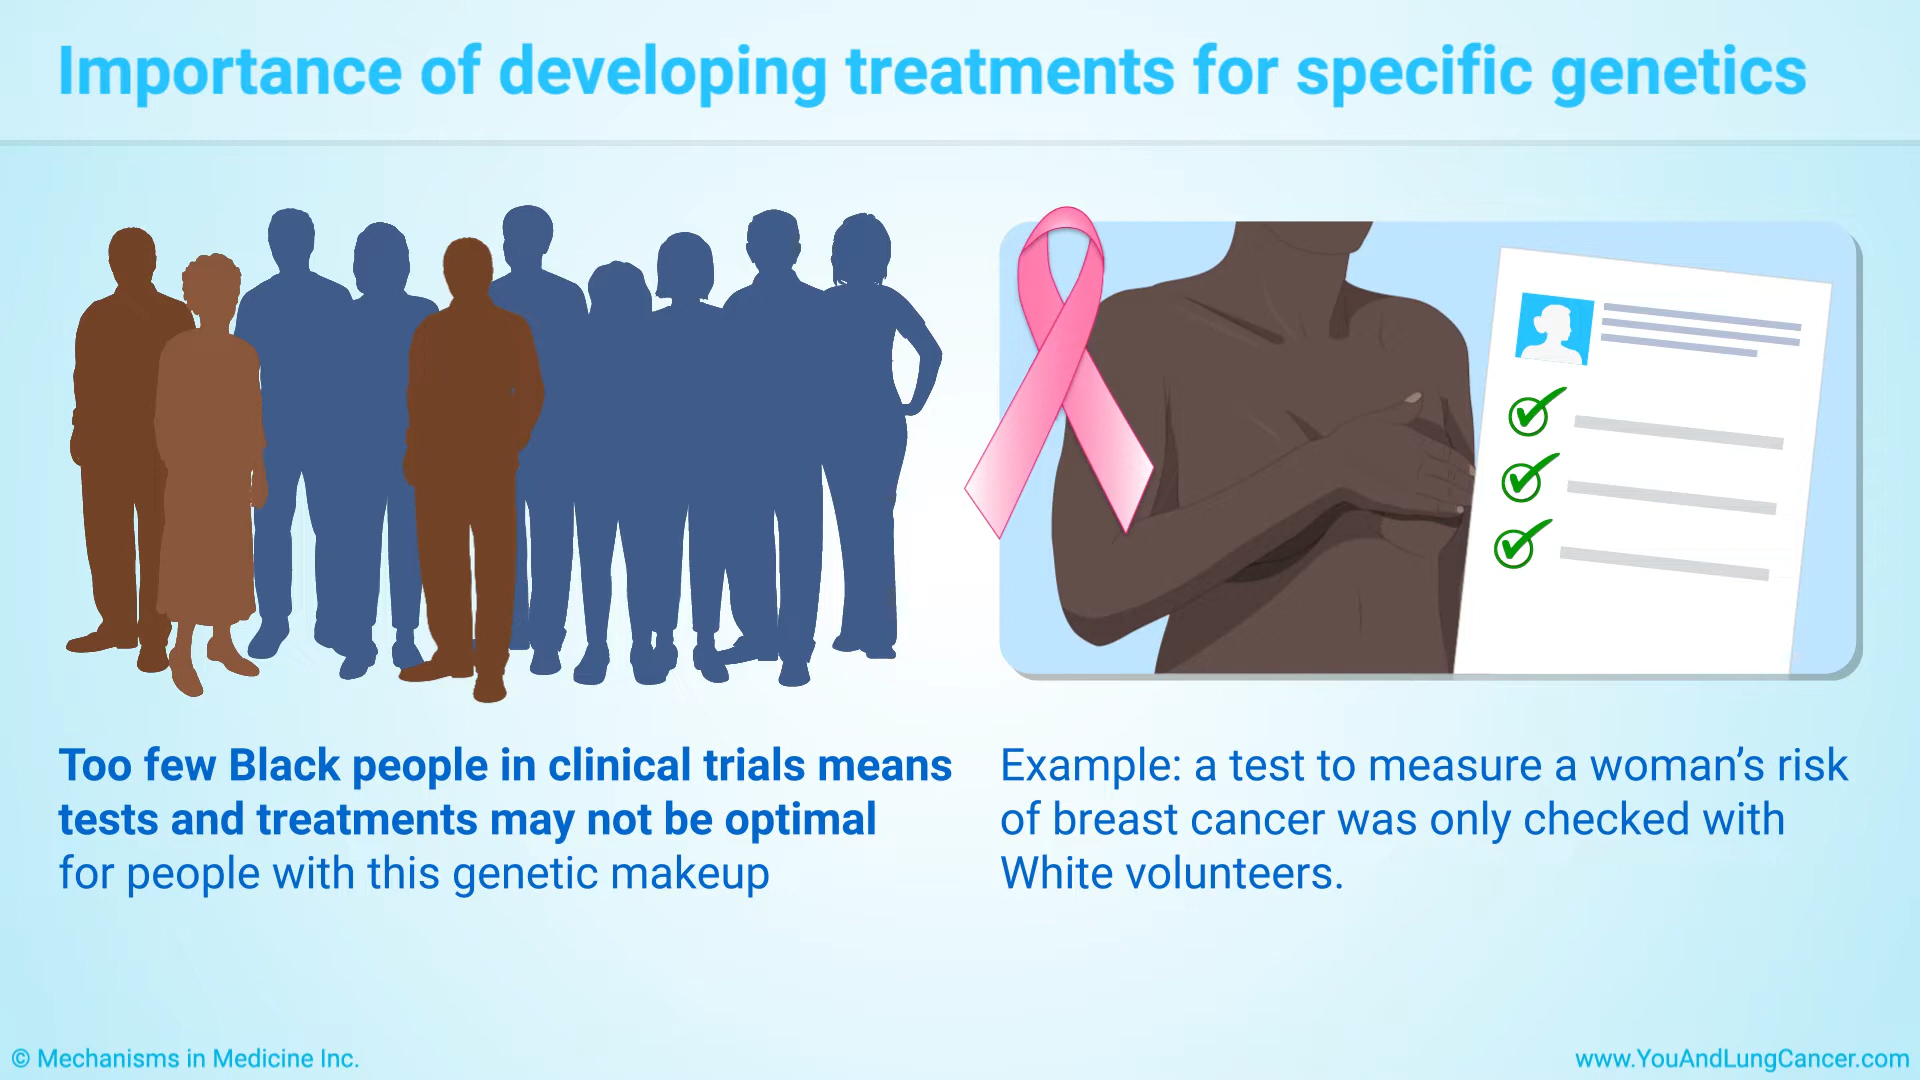 Importance of developing treatments for specific genetics
Too few Black people in clinical trials means
tests and treatments may not be optimal
for people with this genetic makeup
Example: a test to measure a woman’s risk
of breast cancer was only checked with
White volunteers.
© Mechanisms in Medicine Inc.
www.YouAndLungCancer.com